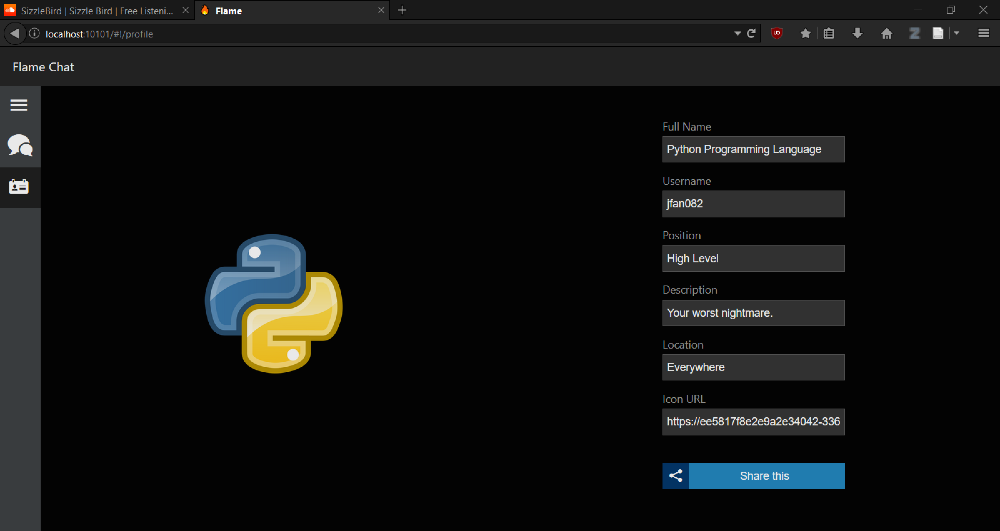 SizzleBird | Sizzle Bird | Free Listeni...
Flame
localhost:10101/#!/profile
Flame Chat
Full Name
Python Programming Language
Username
jfan082
Position
High Level
Description
Your worst nightmare.
Location
Everywhere
Icon URL
https://ee5817f8e2e9a2e34042-336
Share this